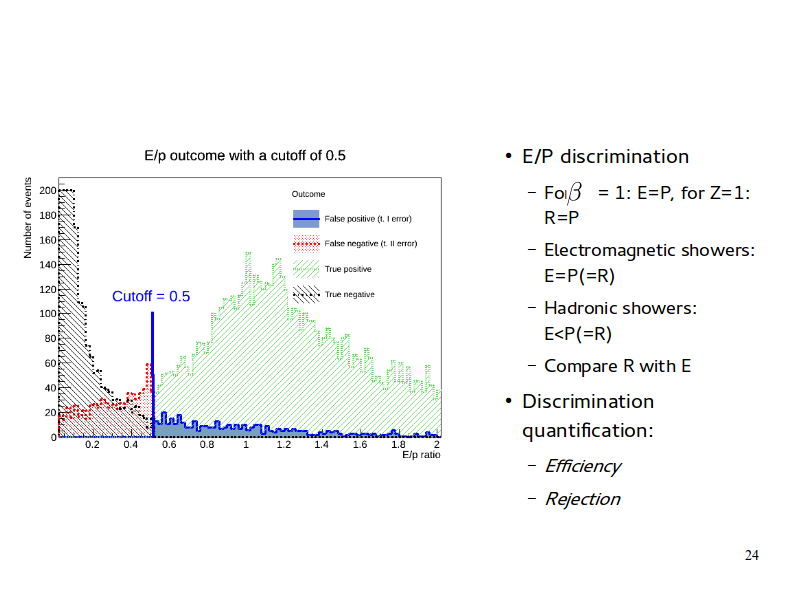 E/p outcome with a cutoff of 0.5
Number of events
200
180
160
140
120
100
80
60
40
20
0
0.2 0.4 0.6 0.8 1 1.2 1.4 1.6 1.8 2
E/p ratio
Cutoff = 0.5
Outcome
False positive (t. I error)
False negative (t. II error)
True positive
True negative
• E/P discrimination
– For β = 1: E=P, for Z=1:
R=P
– Electromagnetic showers:
E=P(=R)
– Hadronic showers:
E<P(=R)
– Compare R with E
• Discrimination
quantification:
– Efficiency
– Rejection
24